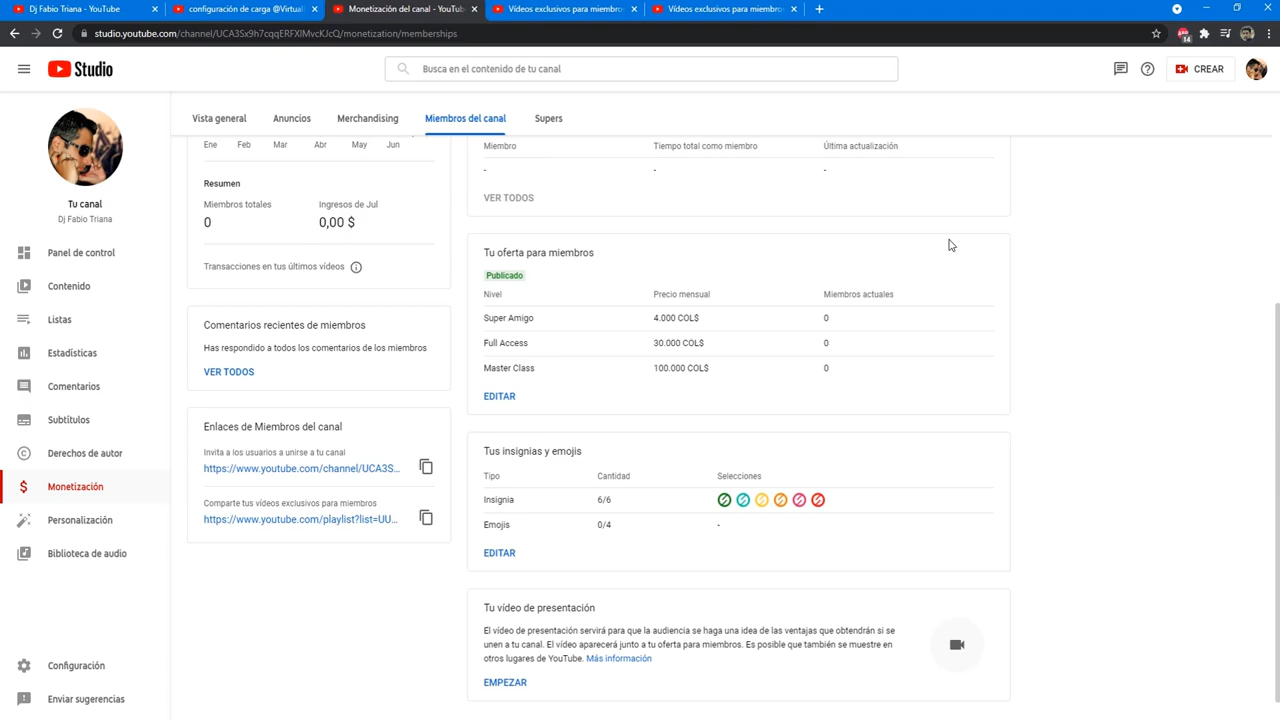 Dj Fabio Triana - YouTube
configuración de carga @Virtuali
Monetización del canal - YouTub
Vídeos exclusivos para miembro
Vídeos exclusivos para miembro
studio.youtube.com/channel/UCA3Sx9h7cqqERFXlMvcKJcQ/monetization/memberships
14
Studio
Busca en el contenido de tu canal
CREAR
Vista general
Anuncios
Merchandising
Miembros del canal
Supers
Tu canal
Dj Fabio Triana
Panel de control
Contenido
Listas
Estadísticas
Comentarios
Subtítulos
Derechos de autor
Monetización
Personalización
Biblioteca de audio
Configuración
Enviar sugerencias
Ene Feb Mar Abr May Jun
Resumen
Miembros totales Ingresos de Jul
0 0,00 $
Transacciones en tus últimos vídeos
Comentarios recientes de miembros
Has respondido a todos los comentarios de los miembros
VER TODOS
Enlaces de Miembros del canal
Invita a los usuarios a unirse a tu canal
https://www.youtube.com/channel/UCA3S...
Comparte tus vídeos exclusivos para miembros
https://www.youtube.com/playlist?list=UU...
Miembro Tiempo total como miembro Última actualización
- - -
VER TODOS
Tu oferta para miembros
Publicado
Nivel Precio mensual Miembros actuales
Super Amigo 4.000 COL$ 0
Full Access 30.000 COL$ 0
Master Class 100.000 COL$ 0
EDITAR
Tus insignias y emojis
Tipo Cantidad Selecciones
Insignia 6/6
Emojis 0/4 -
EDITAR
Tu vídeo de presentación
El vídeo de presentación servirá para que la audiencia se haga una idea de las ventajas que obtendrán si se
unen a tu canal. El vídeo aparecerá junto a tu oferta para miembros. Es posible que también se muestre en
otros lugares de YouTube. Más información
EMPEZAR